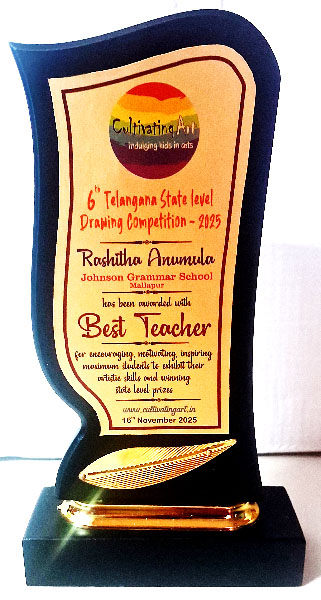 Cultivating Art
indulging kids in arts
6th Telangana State level
Drawing Competition - 2025
Rashitha Anumula
Johnson Grammar School
Mallapur
has been awarded with
Best Teacher
for encouraging, motivating, inspiring
maximum students to exhibit their
artistic skills and winning
state level prizes
www.cultivatingart.in
16th November 2025